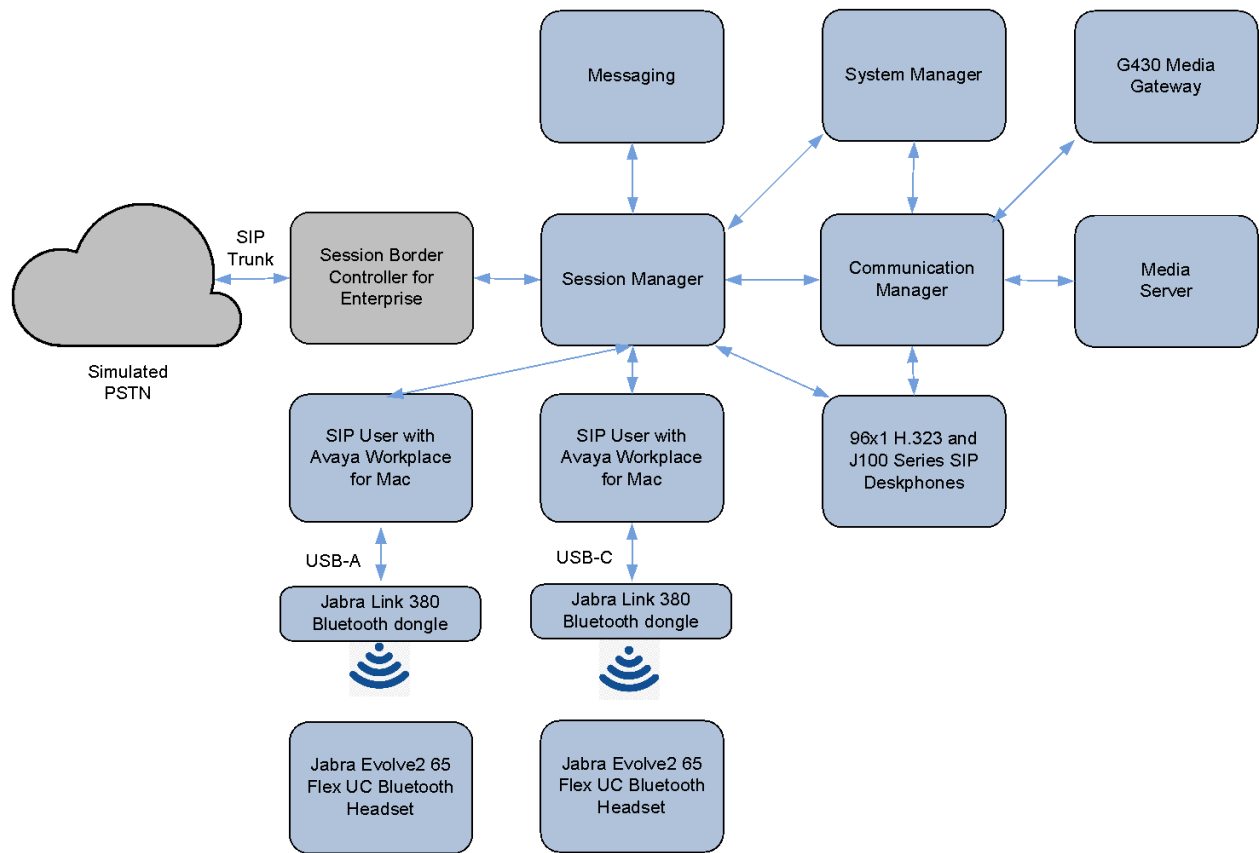 Messaging
System Manager
G430 Media
Gateway
SIP
Trunk
Session Border
Controller for
Enterprise
Session Manager
Communication
Manager
Media
Server
Simulated
PSTN
SIP User with
Avaya Workplace
for Mac
SIP User with
Avaya Workplace
for Mac
96x1 H.323 and
J100 Series SIP
Deskphones
USB-A
USB-C
Jabra Link 380
Bluetooth dongle
Jabra Link 380
Bluetooth dongle
Jabra Evolve2 65
Flex UC Bluetooth
Headset
Jabra Evolve2 65
Flex UC Bluetooth
Headset